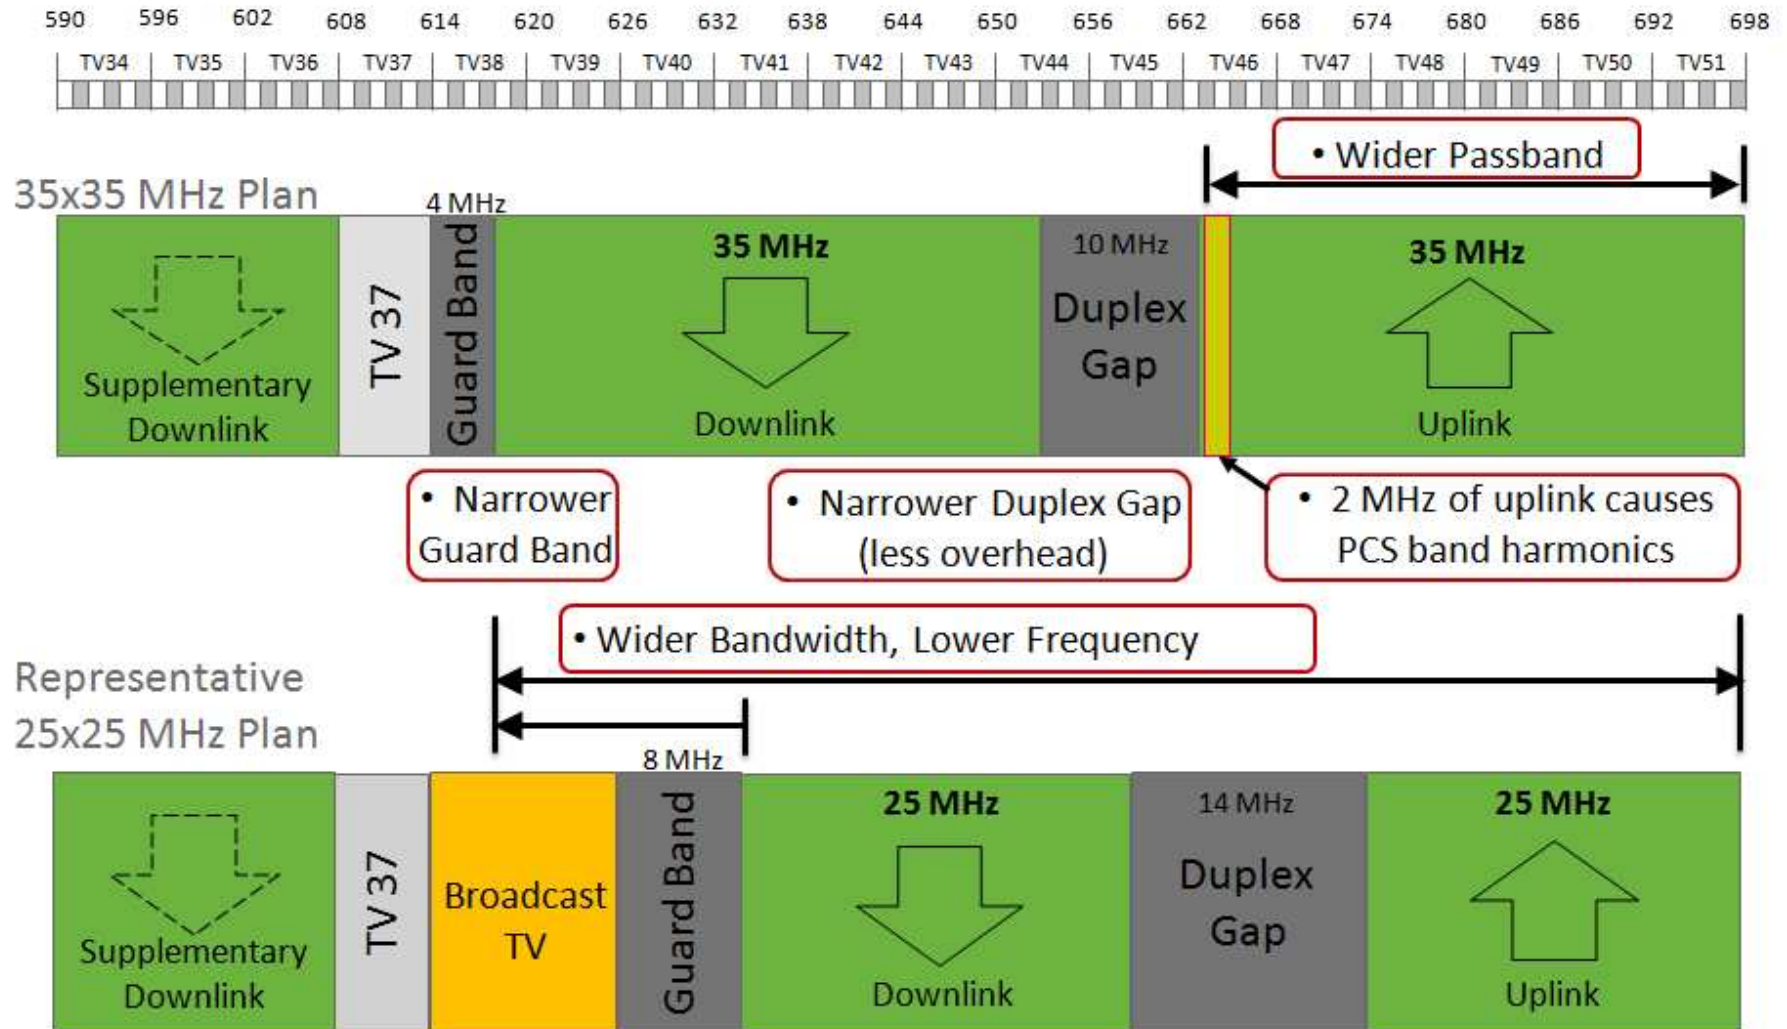 590 596 602 608 614 620 626 632 638 644 650 656 662 668 674 680 686 692 698
TV34 TV35 TV36 TV37 TV38 TV39 TV40 TV41 TV42 TV43 TV44 TV45 TV46 TV47 TV48 TV49 TV50 TV51
• Wider Passband
35x35 MHz Plan
4 MHz
Supplementary
Downlink
TV 37
Guard Band
35 MHz
Downlink
10 MHz
Duplex
Gap
35 MHz
Uplink
• Narrower
Guard Band
• Narrower Duplex Gap
(less overhead)
• 2 MHz of uplink causes
PCS band harmonics
• Wider Bandwidth, Lower Frequency
Representative
25x25 MHz Plan
8 MHz
Supplementary
Downlink
TV 37
Broadcast
TV
Guard Band
25 MHz
Downlink
14 MHz
Duplex
Gap
25 MHz
Uplink